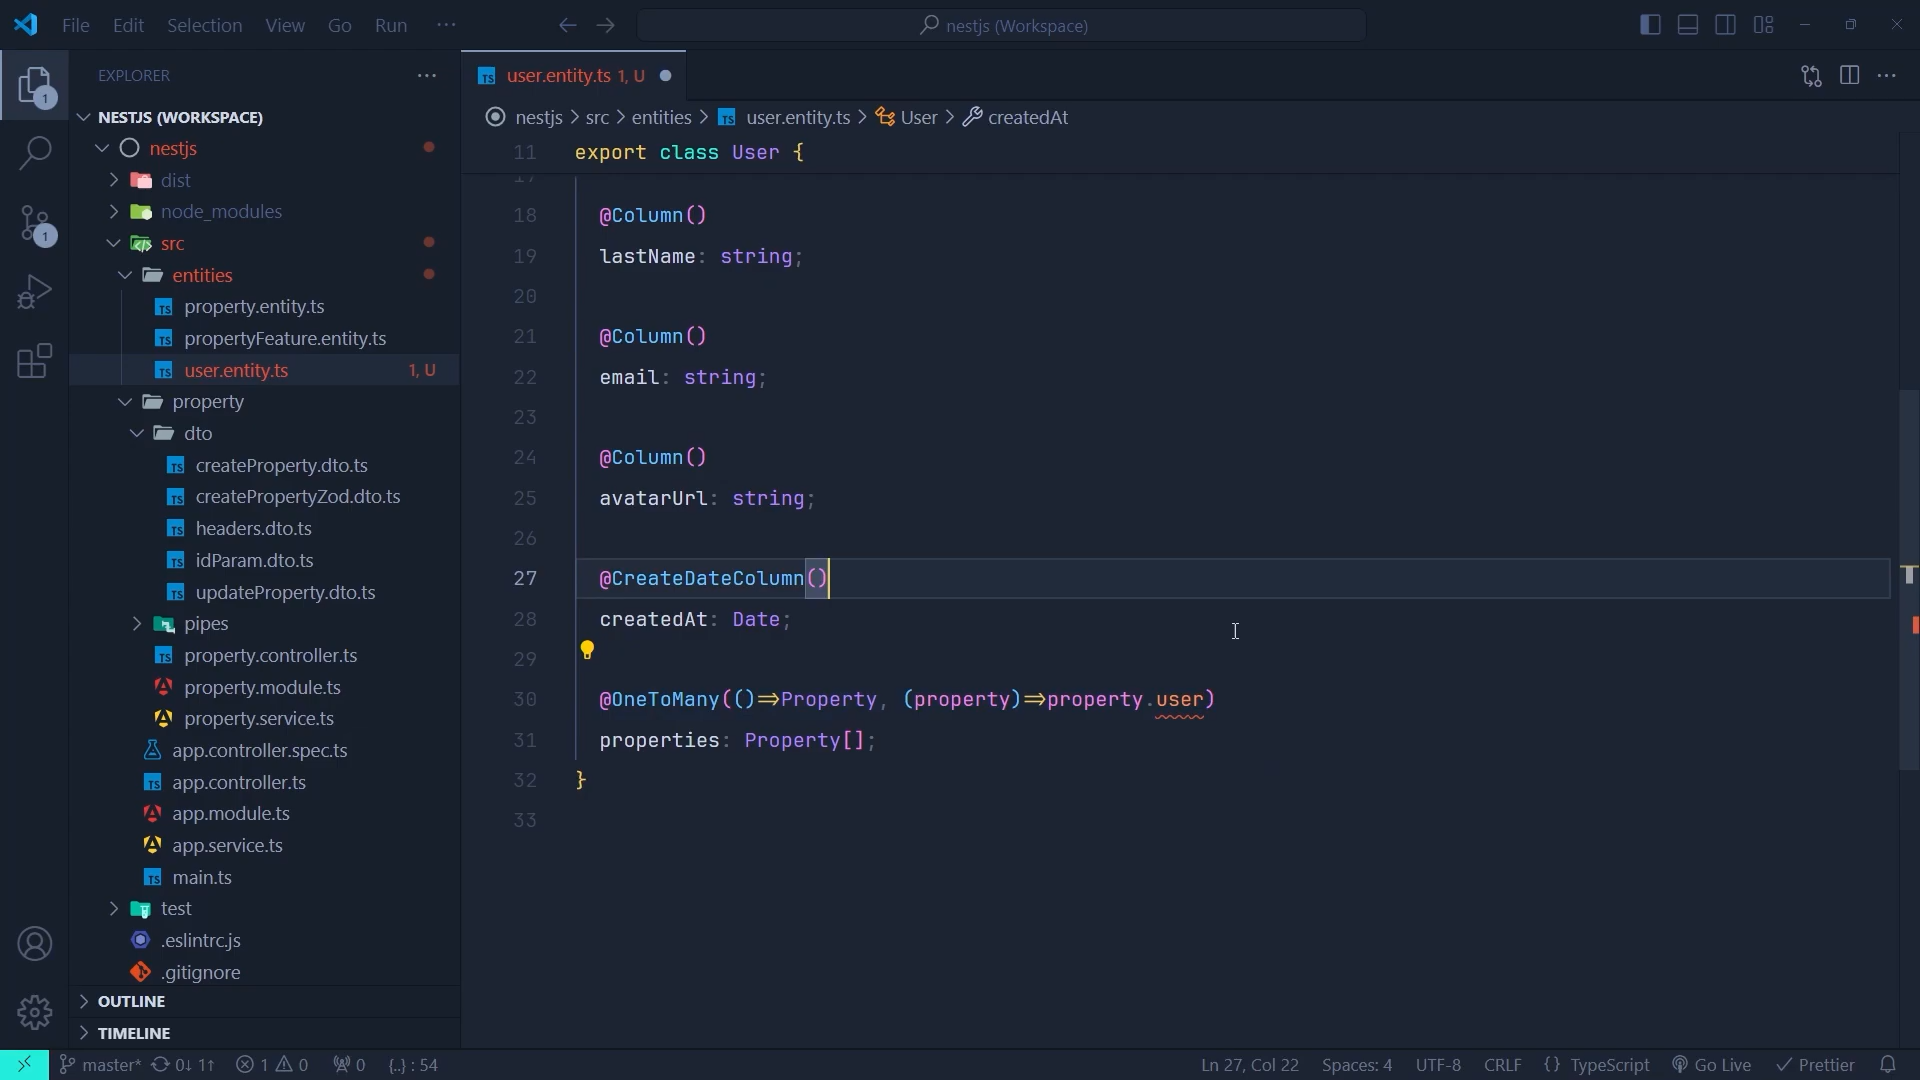 File Edit Selection View Go Run ···
nestjs (Workspace)
EXPLORER
NESTJS (WORKSPACE)
nestjs
dist
node_modules
src
entities
property.entity.ts
propertyFeature.entity.ts
user.entity.ts 1, U
property
dto
createProperty.dto.ts
createPropertyZod.dto.ts
headers.dto.ts
idParam.dto.ts
updateProperty.dto.ts
pipes
property.controller.ts
property.module.ts
property.service.ts
app.controller.spec.ts
app.controller.ts
app.module.ts
app.service.ts
main.ts
test
.eslintrc.js
.gitignore
OUTLINE
TIMELINE
1
1
user.entity.ts 1, U
nestjs > src > entities > user.entity.ts > User > createdAt
11 export class User {
17
18 @Column()
19 lastName: string;
20
21 @Column()
22 email: string;
23
24 @Column()
25 avatarUrl: string;
26
27 @CreateDateColumn()
28 createdAt: Date;
29
30 @OneToMany(()=>Property, (property)=>property.user)
31 properties: Property[];
32 }
33
master* 0↓ 1↑ 1 0 0 {..} : 54 Ln 27, Col 22 Spaces: 4 UTF-8 CRLF {} TypeScript Go Live Prettier